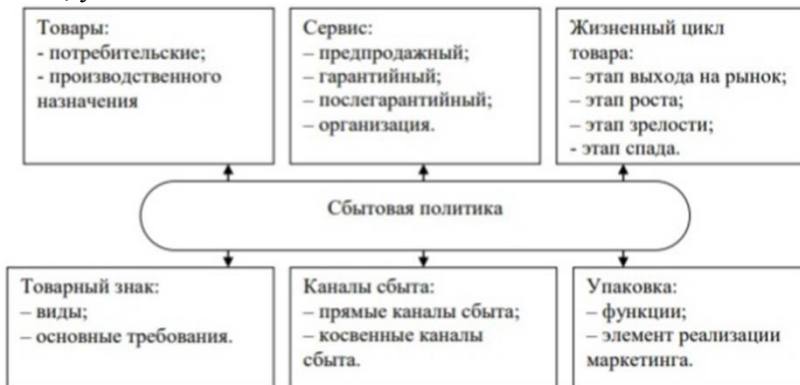 Товары:
- потребительские;
- производственного
назначения
Сервис:
– предпродажный;
– гарантийный;
– послегарантийный;
– организация.
Жизненный цикл
товара:
– этап выхода на рынок;
– этап роста;
– этап зрелости;
- этап спада.
Сбытовая политика
Товарный знак:
– виды;
– основные требования.
Каналы сбыта:
– прямые каналы сбыта;
– косвенные каналы
сбыта.
Упаковка:
– функции;
– элемент реализации
маркетинга.